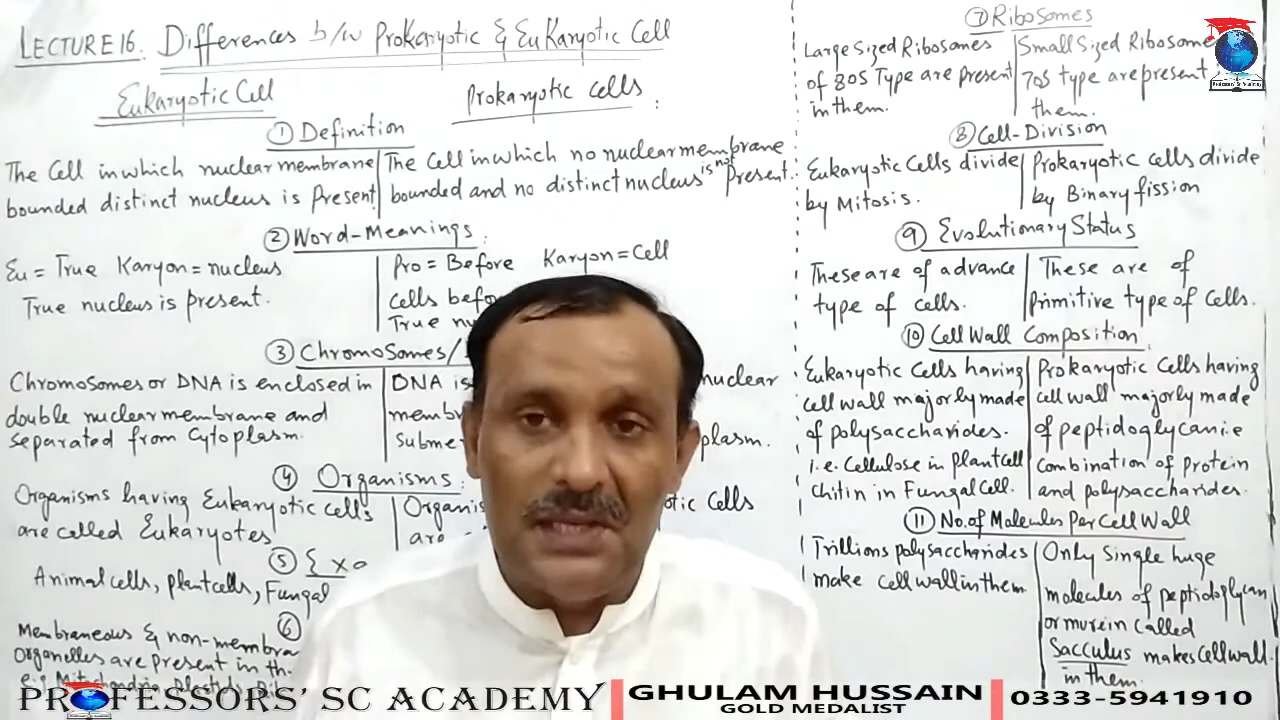 LECTURE 16. Differences b/w Prokaryotic & Eukaryotic Cell
Eukaryotic Cell
Prokaryotic cells:
① Definition
The Cell in which nuclear membrane
bounded distinct nucleus is Present.
The Cell in which no nuclear membrane
bounded and no distinct nucleus is not present.
② Word-Meanings:
Eu = True Karyon = nucleus
True nucleus is present.
Pro = Before Karyon = Cell
Cells
True
③ Chromosomes/
Chromosomes or DNA is enclosed in
double nuclear membrane and
separated from Cytoplasm.
DNA is nuclear
④ Organisms:
Organisms having Eukaryotic cells
are called Eukaryotes
Cells
are
⑤
Animal cells, plant cells, Fungal
⑥
Membraneous & non-membra
Organelles are present in th
e.g Mitochondria, Plastids, Rib
⑦ Ribosomes
Large Sized Ribosomes
of 80S Type are present
in them.
Small Sized Ribosome
70S type are present
them.
8 Cell-Division
Eukaryotic Cells divide
by Mitosis.
Prokaryotic cells divide
by Binary fission
⑨ Evolutionary Status
These are of advance
type of cells.
These are of
primitive type of Cells.
⑩ Cell Wall Composition:
Eukaryotic Cells having
cell wall majorly made
of polysaccharides.
i.e. Cellulose in plant cell
Chitin in Fungal Cell.
Prokaryotic Cells having
cell wall majorly made
of peptidoglycan i.e
Combination of Protein
and polysaccharides.
⑪ No. of Molecules Per Cell Wall
Trillions polysaccharides
make cell wall in them
Only Single huge
molecules of peptidoglycan
or murein called
Sacculus makes cell wall
in them.
PROFESSORS' SC ACADEMY
GHULAM HUSSAIN
GOLD MEDALIST
0333-5941910